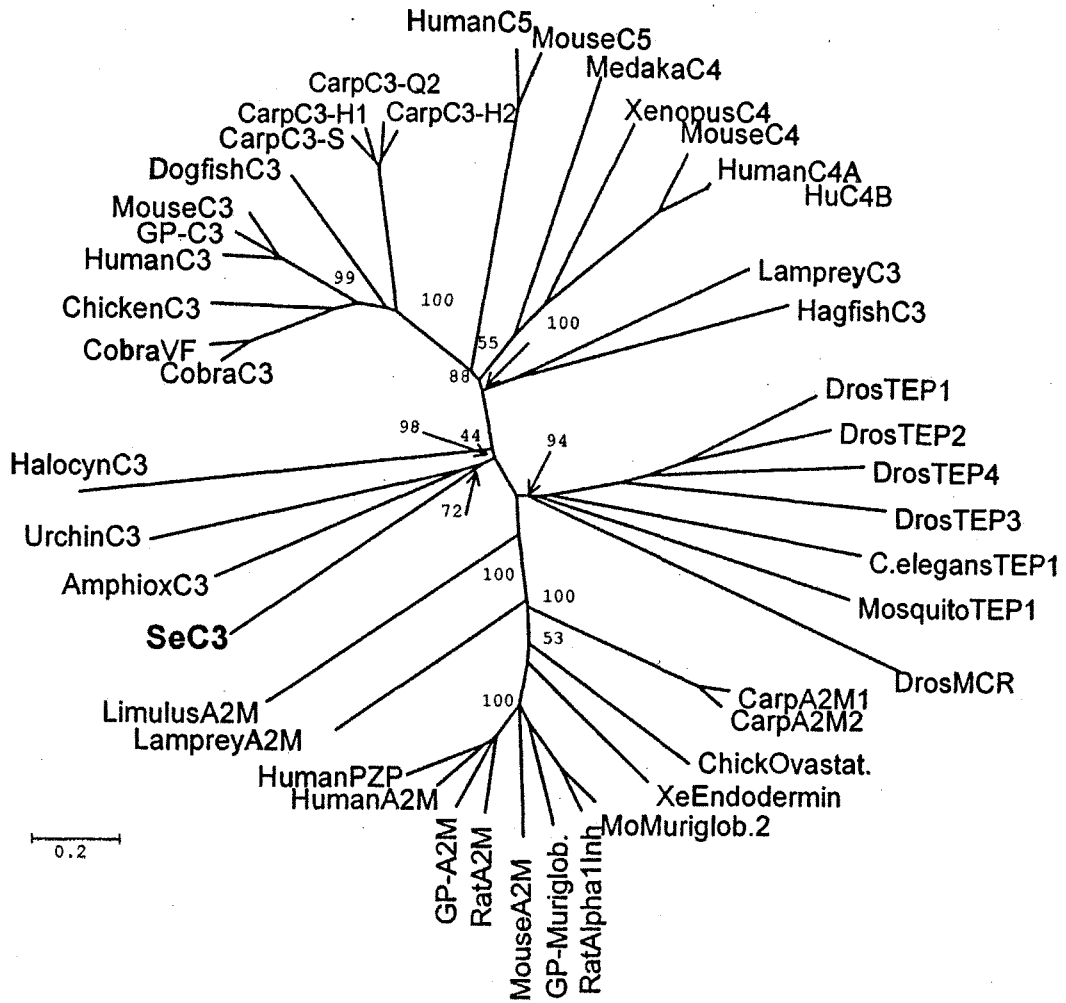 HumanC5
MouseC5
MedakaC4
CarpC3-Q2
CarpC3-H1
CarpC3-H2
XenopusC4
CarpC3-S
MouseC4
DogfishC3
HumanC4A
HuC4B
MouseC3
GP-C3
HumanC3
LampreyC3
99
ChickenC3
100
HagfishC3
100
55
CobraVF
CobraC3
88
DrosTEP1
98
44
94
DrosTEP2
HalocynC3
DrosTEP4
72
DrosTEP3
UrchinC3
C.elegansTEP1
AmphioxC3
100
100
MosquitoTEP1
SeC3
53
DrosMCR
LimulusA2M
100
CarpA2M1
CarpA2M2
LampreyA2M
ChickOvastat.
HumanPZP
HumanA2M
XeEndodermin
MoMuriglob.2
GP-A2M
RatA2M
MouseA2M
GP-Muriglob.
RatAlpha1Inh
0.2